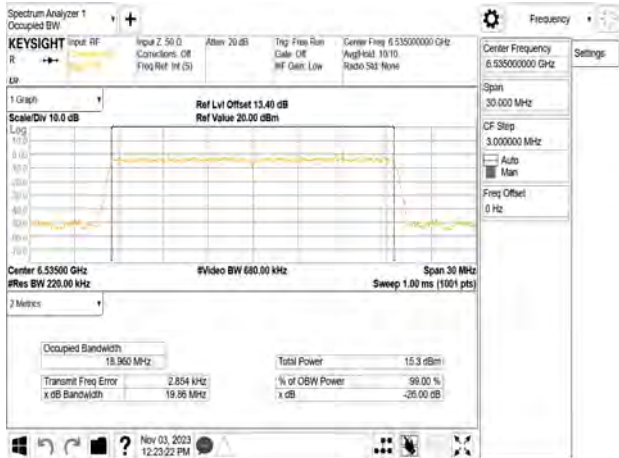 Spectrum Analyzer 1
Occupied BW
Frequency
KEYSIGHT
Input: RF
Input Z: 50 Ω
Corrections: Off
Freq Ref: Int (S)
Atten: 20 dB
Trig: Free Run
Gate: Off
#IF Gain: Low
Center Freq: 6.535000000 GHz
Avg|Hold: 10/10
Radio Std: None
R
Center Frequency
6.535000000 GHz
Settings
Span
30.000 MHz
CF Step
3.000000 MHz
Auto
Man
Freq Offset
0 Hz
1 Graph
Scale/Div 10.0 dB
Ref Lvl Offset 13.40 dB
Ref Value 20.00 dBm
Log
10.0
0.00
Center 6.53500 GHz
#Video BW 680.00 kHz
Span 30 MHz
#Res BW 220.00 kHz
Sweep 1.00 ms (1001 pts)
2 Metrics
Occupied Bandwidth
18.960 MHz
Total Power 15.3 dBm
Transmit Freq Error 2.854 kHz
% of OBW Power 99.00 %
x dB Bandwidth 19.86 MHz
x dB -26.00 dB
?
Nov 03, 2023
12:23:22 PM